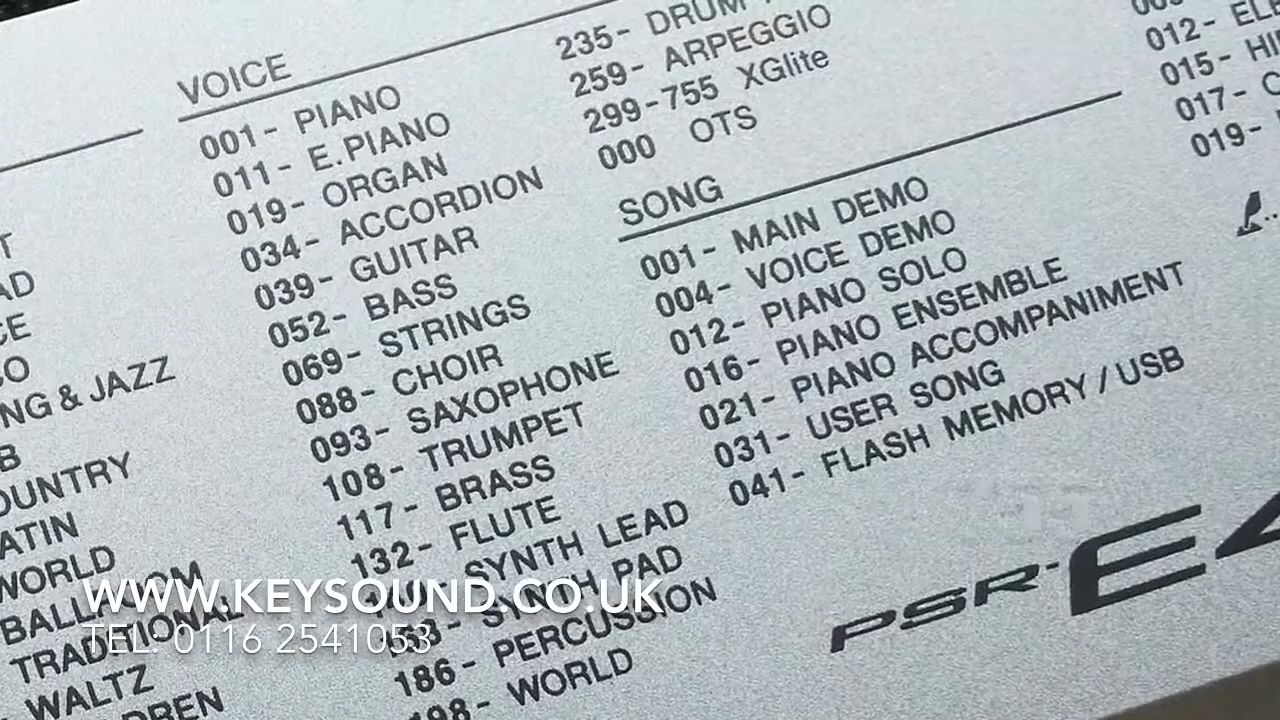 NG & JAZZ
WORLD
TRADITIONAL
WALTZ
VOICE
001- PIANO
011- E.PIANO
019- ORGAN
034- ACCORDION
039- GUITAR
052- BASS
069- STRINGS
088- CHOIR
093- SAXOPHONE
108- TRUMPET
117- BRASS
132- FLUTE
SYNTH LEAD
SYNTH PAD
186- PERCUSSION
198- WORLD
235- DRUM
259- ARPEGGIO
299-755 XGlite
000 OTS
SONG
001- MAIN DEMO
004- VOICE DEMO
012- PIANO SOLO
016- PIANO ENSEMBLE
021- PIANO ACCOMPANIMENT
031- USER SONG
041- FLASH MEMORY / USB
012-
015-
017-
019-
PSR-E4
WWW.KEYSOUND.CO.UK
TEL: 0116 2541053